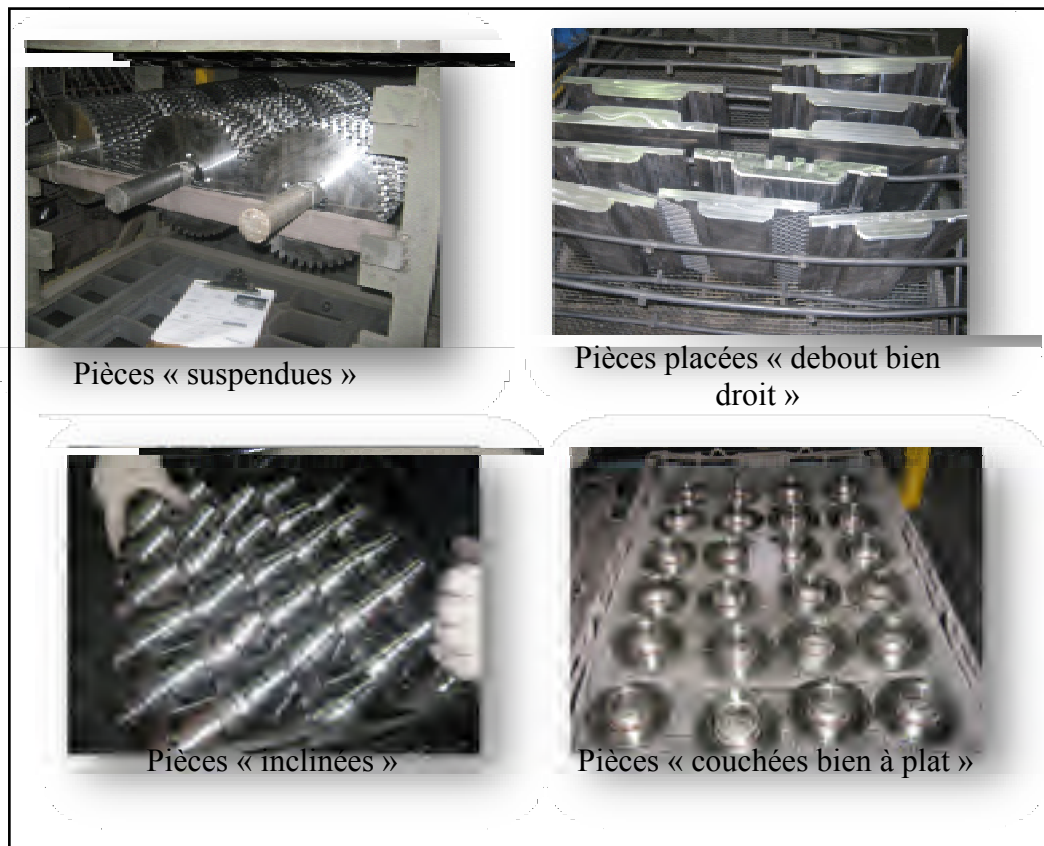 Pièces « suspendues »
Pièces placées « debout bien
droit »
Pièces « inclinées »
Pièces « couchées bien à plat »